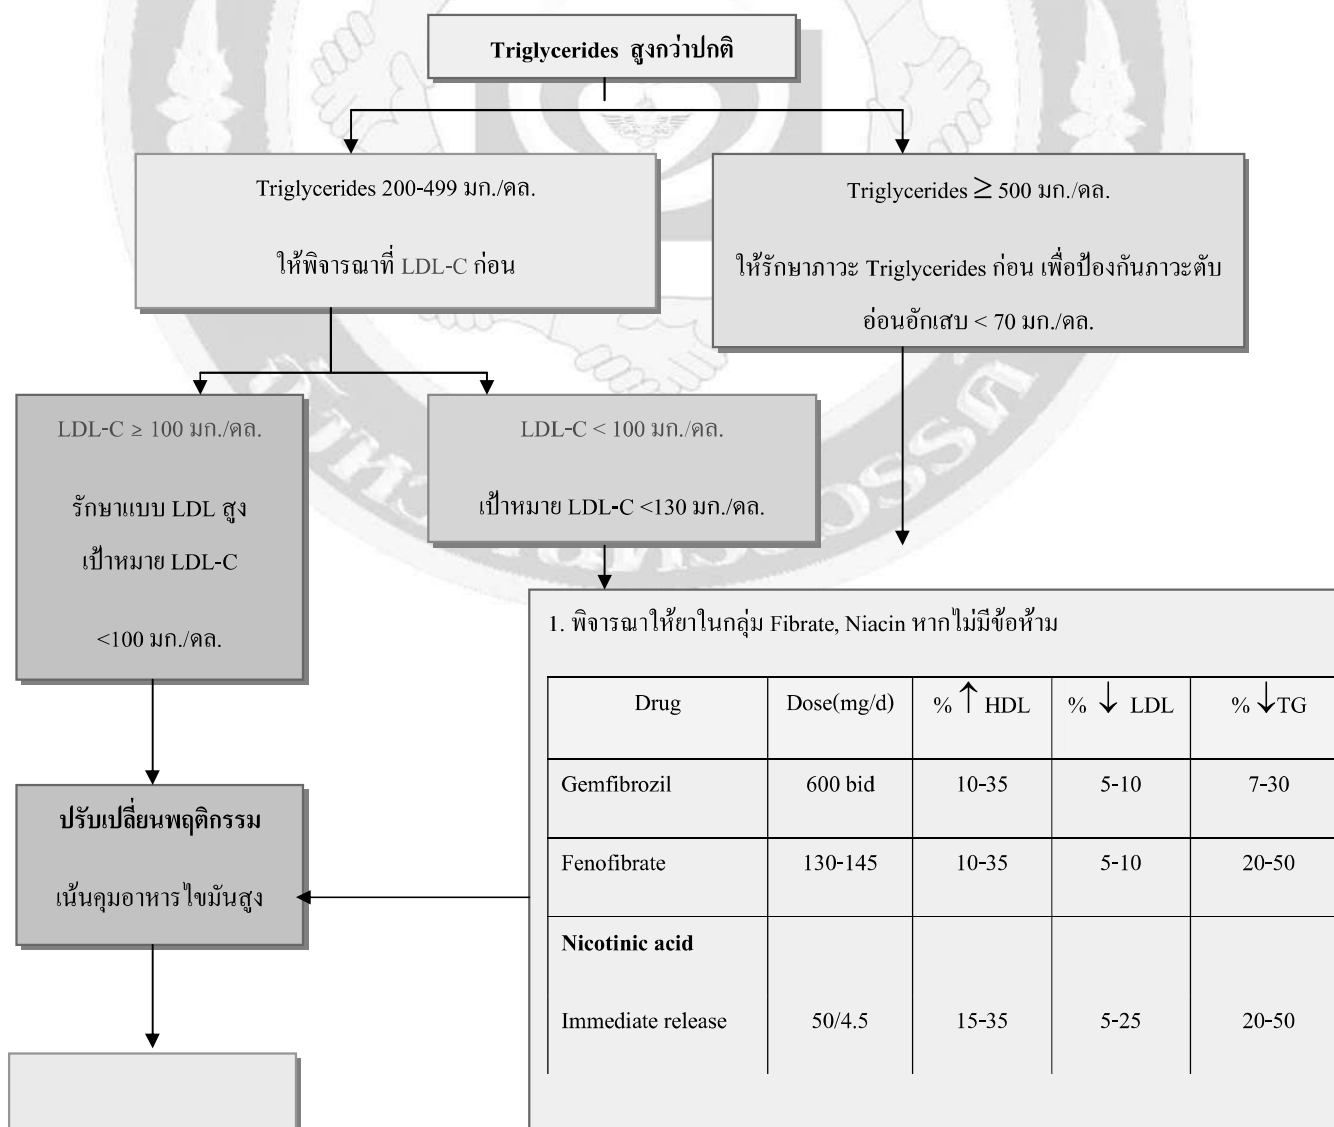 Triglycerides สูงกว่าปกติ
Triglycerides 200-499 มก./ดล.
ให้พิจารณาที่ LDL-C ก่อน
Triglycerides ≥ 500 มก./ดล.
ให้รักษาภาวะ Triglycerides ก่อน เพื่อป้องกันภาวะตับ
อ่อนอักเสบ < 70 มก./ดล.
LDL-C ≥ 100 มก./ดล.
รักษาแบบ LDL สูง
เป้าหมาย LDL-C
<100 มก./ดล.
LDL-C < 100 มก./ดล.
เป้าหมาย LDL-C <130 มก./ดล.
1. พิจารณาให้ยาในกลุ่ม Fibrate, Niacin หากไม่มีข้อห้าม
Drug Dose(mg/d) % ↑ HDL % ↓ LDL % ↓TG
Gemfibrozil 600 bid 10-35 5-10 7-30
Fenofibrate 130-145 10-35 5-10 20-50
Nicotinic acid
Immediate release 50/4.5 15-35 5-25 20-50
ปรับเปลี่ยนพฤติกรรม
เน้นคุมอาหารไขมันสูง